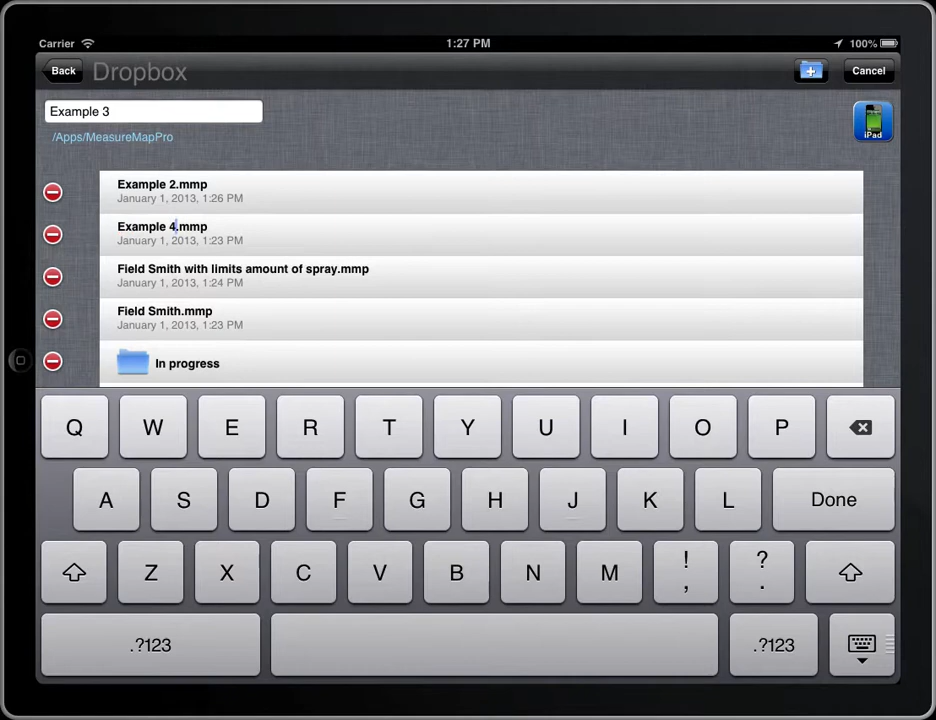 Carrier 1:27 PM 100%
Back Dropbox Cancel
Example 3
/Apps/MeasureMapPro
iPad
Example 2.mmp
January 1, 2013, 1:26 PM
Example 4.mmp
January 1, 2013, 1:23 PM
Field Smith with limits amount of spray.mmp
January 1, 2013, 1:24 PM
Field Smith.mmp
January 1, 2013, 1:23 PM
In progress
Q W E R T Y U I O P
A S D F G H J K L Done
Z X C V B N M ! , ? .
.?123 .?123